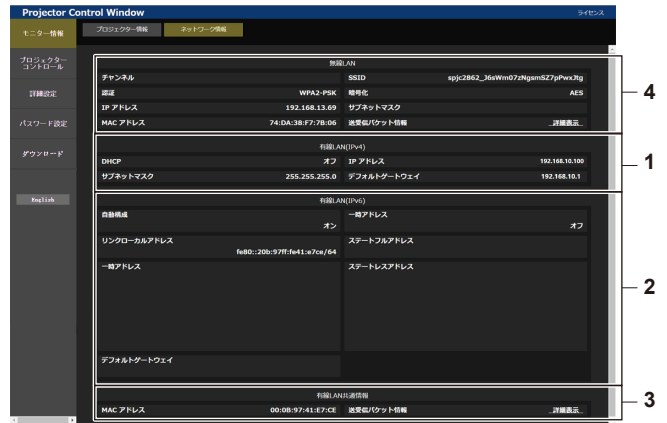 Projector Control Window ライセンス
モニター情報 プロジェクター情報 ネットワーク情報
プロジェクター
コントロール
詳細設定
パスワード設定
ダウンロード
English
無線LAN
チャンネル SSID spjc2862_J6sWm07zNgsmSZ7pPwxJtg
認証 WPA2-PSK 暗号化 AES
IP アドレス 192.168.13.69 サブネットマスク
MAC アドレス 74:DA:38:F7:7B:06 送受信パケット情報 詳細表示
4
有線LAN(IPv4)
DHCP オフ IP アドレス 192.168.10.100
サブネットマスク 255.255.255.0 デフォルトゲートウェイ 192.168.10.1
1
有線LAN(IPv6)
自動構成 オン 一時アドレス オフ
リンクローカルアドレス fe80::20b:97ff:fe41:e7ce/64 ステートフルアドレス
一時アドレス ステートレスアドレス
デフォルトゲートウェイ
2
有線LAN共通情報
MAC アドレス 00:0B:97:41:E7:CE 送受信パケット情報 詳細表示
3